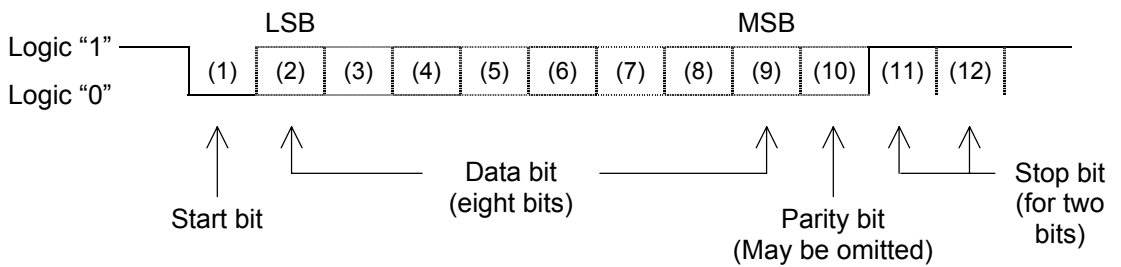 LSB MSB
Logic “1”
(1) (2) (3) (4) (5) (6) (7) (8) (9) (10) (11) (12)
Logic “0”
Start bit
Data bit
(eight bits)
Parity bit
(May be omitted)
Stop bit
(for two
bits)